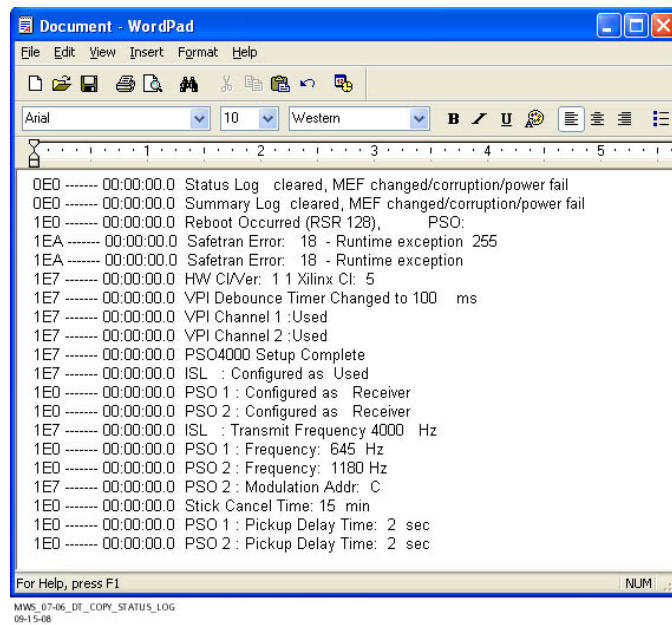 Document - WordPad
File Edit View Insert Format Help
Arial 10 Western B I U
1 2 3 4 5
0E0 ------- 00:00:00.0 Status Log cleared, MEF changed/corruption/power fail
0E0 ------- 00:00:00.0 Summary Log cleared, MEF changed/corruption/power fail
1E0 ------- 00:00:00.0 Reboot Occurred (RSR 128), PSO:
1EA ------- 00:00:00.0 Safetran Error: 18 - Runtime exception 255
1EA ------- 00:00:00.0 Safetran Error: 18 - Runtime exception
1E7 ------- 00:00:00.0 HW CI/Ver: 1 1 Xilinx CI: 5
1E7 ------- 00:00:00.0 VPI Debounce Timer Changed to 100 ms
1E7 ------- 00:00:00.0 VPI Channel 1 :Used
1E7 ------- 00:00:00.0 VPI Channel 2 :Used
1E7 ------- 00:00:00.0 PSO4000 Setup Complete
1E7 ------- 00:00:00.0 ISL : Configured as Used
1E0 ------- 00:00:00.0 PSO 1 : Configured as Receiver
1E0 ------- 00:00:00.0 PSO 2 : Configured as Receiver
1E7 ------- 00:00:00.0 ISL : Transmit Frequency 4000 Hz
1E0 ------- 00:00:00.0 PSO 1 : Frequency: 645 Hz
1E0 ------- 00:00:00.0 PSO 2 : Frequency: 1180 Hz
1E7 ------- 00:00:00.0 PSO 2 : Modulation Addr: C
1E0 ------- 00:00:00.0 Stick Cancel Time: 15 min
1E0 ------- 00:00:00.0 PSO 1 : Pickup Delay Time: 2 sec
1E0 ------- 00:00:00.0 PSO 2 : Pickup Delay Time: 2 sec
For Help, press F1 NUM
MWS_07-06_DT_COPY_STATUS_LOG
09-15-08